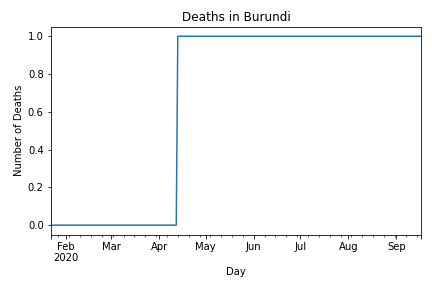 Deaths in Burundi
Number of Deaths
1.0
0.8
0.6
0.4
0.2
0.0
Feb Mar Apr May Jun Jul Aug Sep
2020
Day